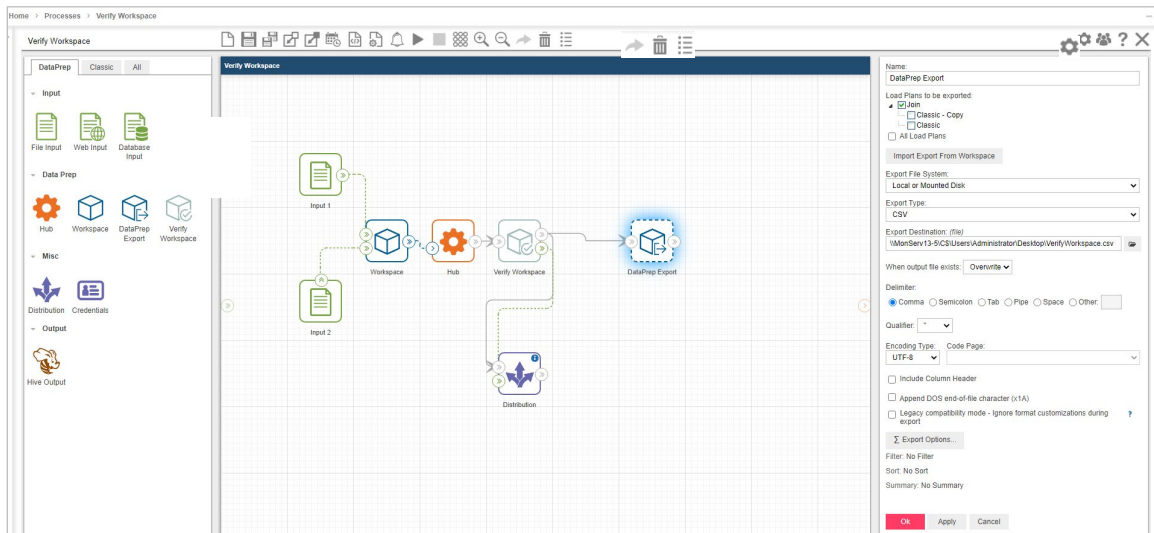 Home > Processes > Verify Workspace
Verify Workspace
DataPrep
Classic
All
Input
File Input
Web Input
Database
Input
Data Prep
Hub
Workspace
DataPrep
Export
Verify
Workspace
Misc
Distribution
Credentials
Output
Hive Output
Verify Workspace
Input 1
Workspace
Hub
Verify Workspace
DataPrep Export
Input 2
Distribution
Name:
DataPrep Export
Load Plans to be exported:
Join
Classic - Copy
Classic
All Load Plans
Import Export From Workspace
Export File System:
Local or Mounted Disk
Export Type:
CSV
Export Destination: (file)
\\MonServ13-5\C$\Users\Administrator\Desktop\VerifyWorkspace.csv
When output file exists: Overwrite
Delimiter:
Comma Semicolon Tab Pipe Space Other:
Qualifier: "
Encoding Type: Code Page:
UTF-8
Include Column Header
Append DOS end-of-file character (x1A)
Legacy compatibility mode - Ignore format customizations during ?
export
Σ Export Options...
Filter: No Filter
Sort: No Sort
Summary: No Summary
Ok Apply Cancel